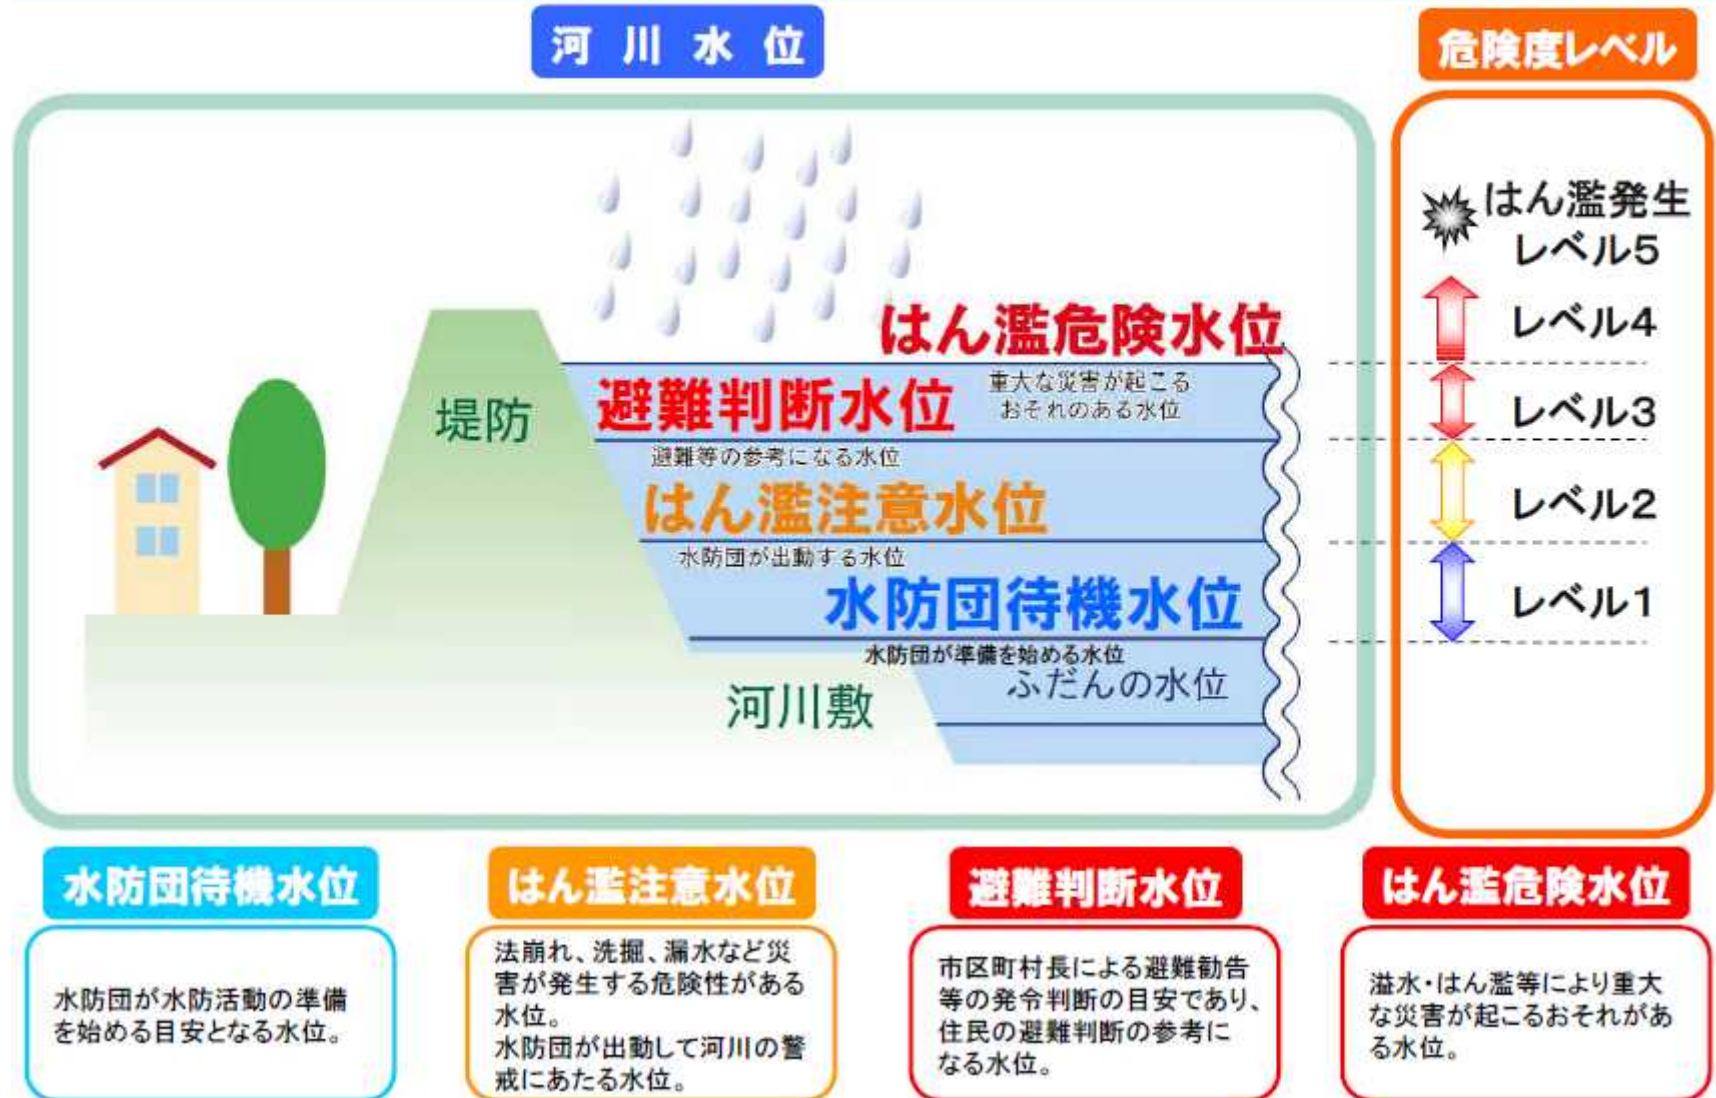 河川水位
危険度レベル
はん濫発生
レベル5
はん濫危険水位
レベル4
重大な災害が起こる
おそれのある水位
避難判断水位
レベル3
堤防
避難等の参考になる水位
はん濫注意水位
レベル2
水防団が出動する水位
水防団待機水位
レベル1
水防団が準備を始める水位
ふだんの水位
河川敷
水防団待機水位
水防団が水防活動の準備
を始める目安となる水位。
はん濫注意水位
法崩れ、洗掘、漏水など災
害が発生する危険性がある
水位。
水防団が出動して河川の警
戒にあたる水位。
避難判断水位
市区町村長による避難勧告
等の発令判断の目安であり、
住民の避難判断の参考に
なる水位。
はん濫危険水位
溢水・はん濫等により重大
な災害が起こるおそれがあ
る水位。